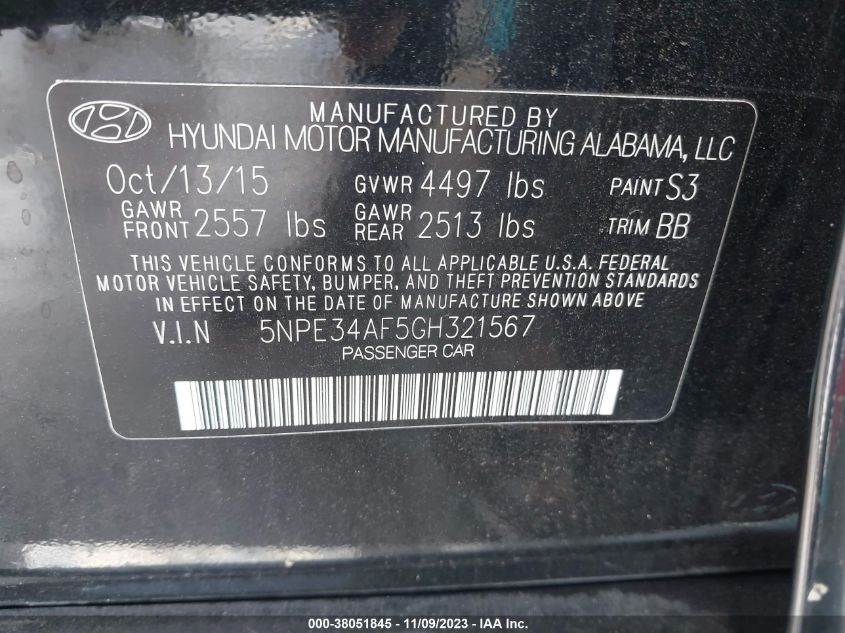 MANUFACTURED BY
HYUNDAI MOTOR MANUFACTURING ALABAMA, LLC
Oct/13/15 GVWR 4497 lbs PAINT S3
GAWR FRONT 2557 lbs GAWR REAR 2513 lbs TRIM BB
THIS VEHICLE CONFORMS TO ALL APPLICABLE U.S.A. FEDERAL
MOTOR VEHICLE SAFETY, BUMPER, AND THEFT PREVENTION STANDARDS
IN EFFECT ON THE DATE OF MANUFACTURE SHOWN ABOVE
V.I.N 5NPE34AF5GH321567
PASSENGER CAR
000-38051845 - 11/09/2023 - IAA Inc.